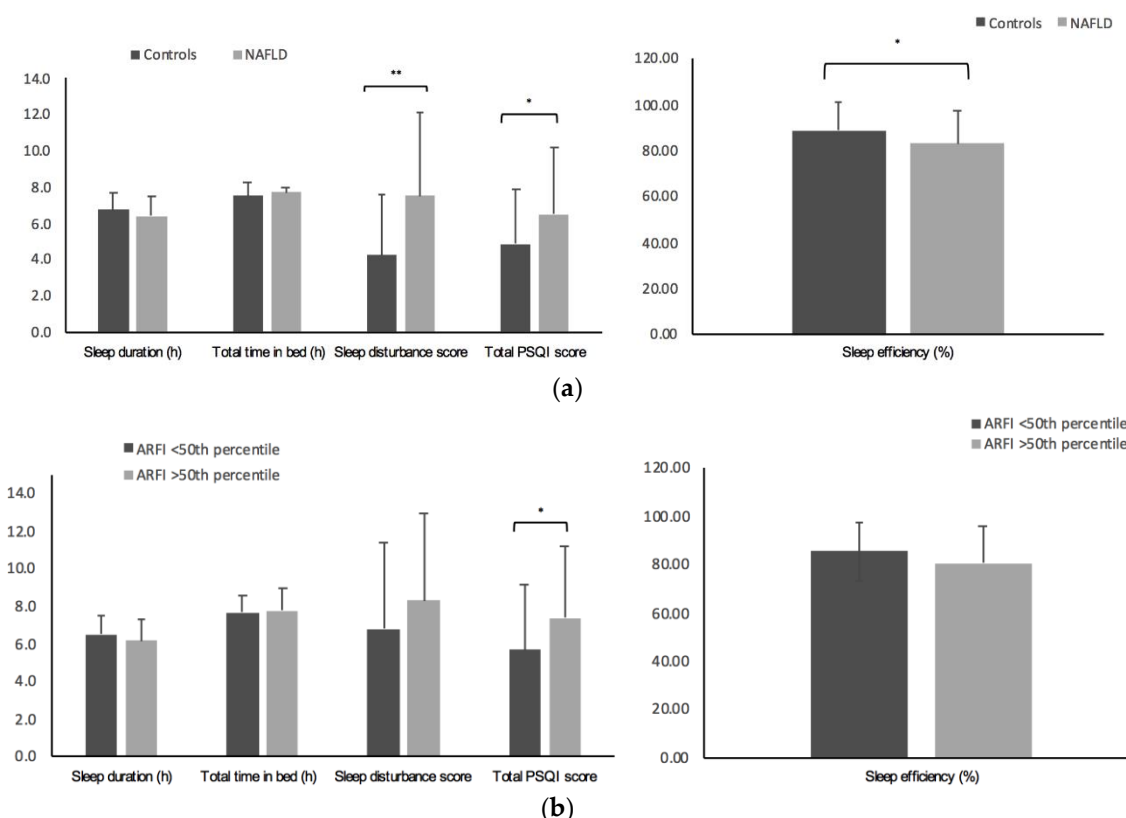 Controls NAFLD
14.0
12.0
10.0
8.0
6.0
4.0
2.0
0.0
**
*
Sleep duration (h) Total time in bed (h) Sleep disturbance score Total PSQI score
Controls NAFLD
120.00
100.00
80.00
60.00
40.00
20.00
0.00
*
Sleep efficiency (%)
(a)
ARFI <50th percentile
ARFI >50th percentile
14.0
12.0
10.0
8.0
6.0
4.0
2.0
0.0
*
Sleep duration (h) Total time in bed (h) Sleep disturbance score Total PSQI score
ARFI <50th percentile
ARFI >50th percentile
120.00
100.00
80.00
60.00
40.00
20.00
0.00
Sleep efficiency (%)
(b)